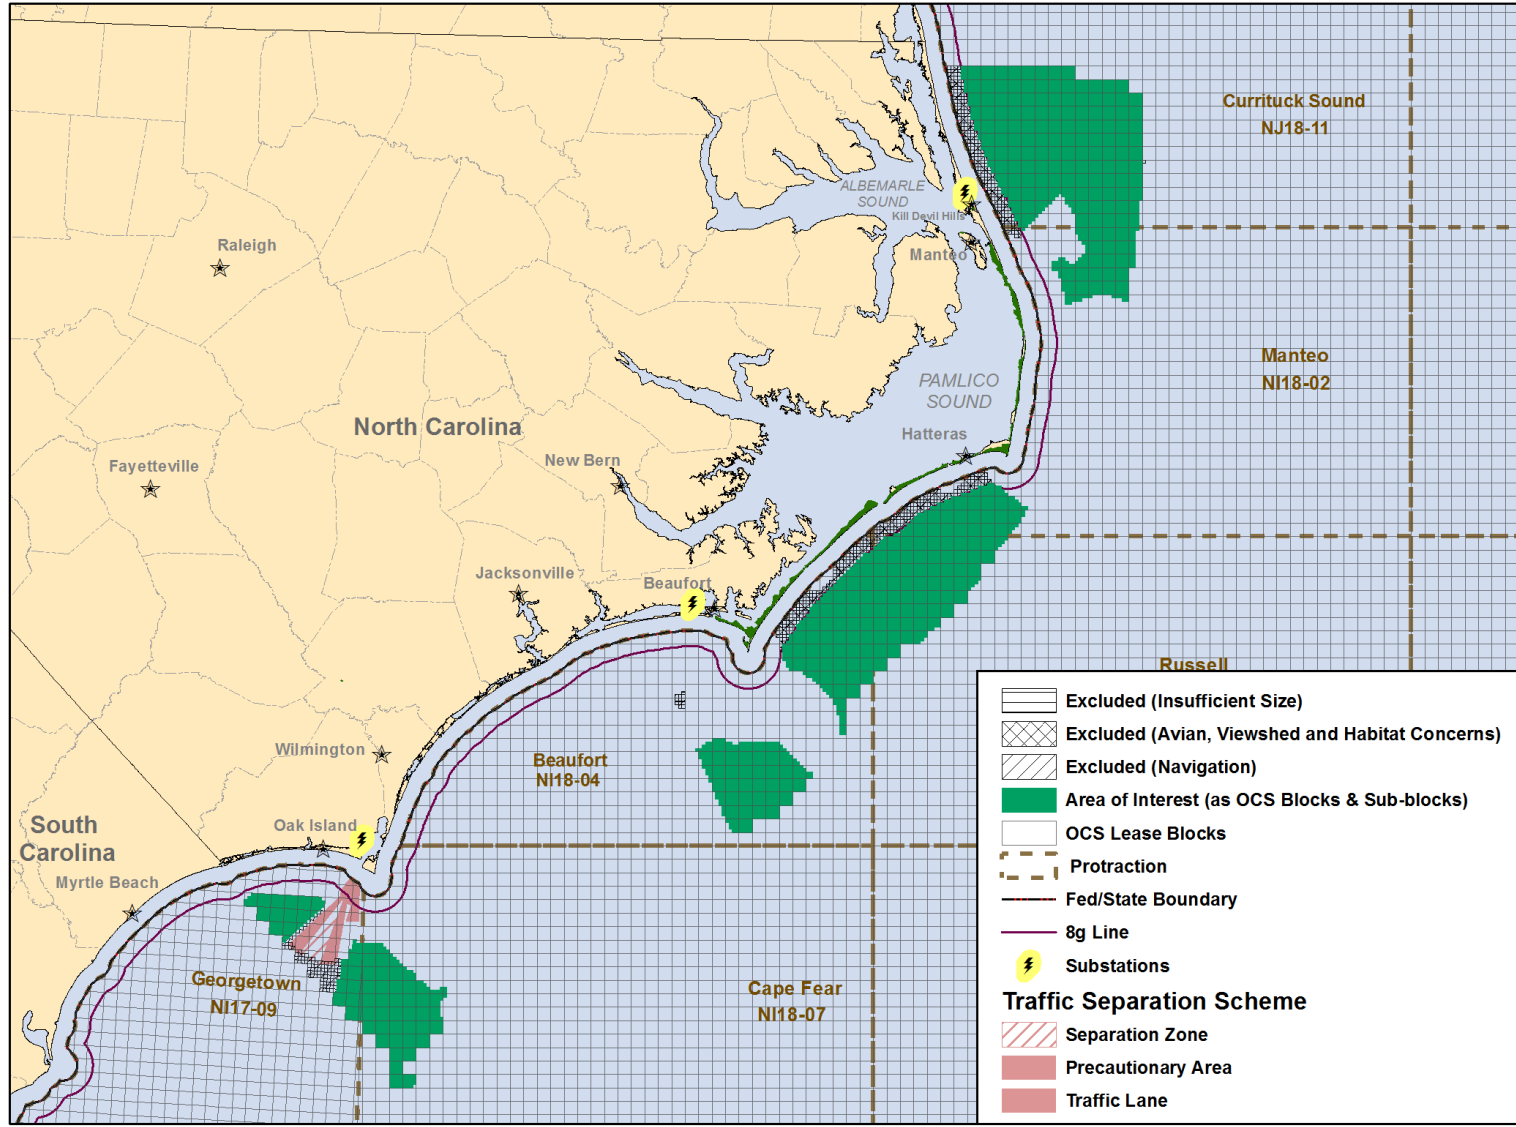 Currituck Sound
NJ18-11
ALBEMARLE
SOUND
Kill Devil Hills
Raleigh
Manteo
Manteo
NI18-02
PAMLICO
SOUND
North Carolina
Hatteras
Fayetteville
New Bern
Jacksonville
Beaufort
Russell
Wilmington
Beaufort
NI18-04
Oak Island
South
Carolina
Myrtle Beach
Georgetown
NI17-09
Cape Fear
NI18-07
Excluded (Insufficient Size)
Excluded (Avian, Viewshed and Habitat Concerns)
Excluded (Navigation)
Area of Interest (as OCS Blocks & Sub-blocks)
OCS Lease Blocks
Protraction
Fed/State Boundary
8g Line
Substations
Traffic Separation Scheme
Separation Zone
Precautionary Area
Traffic Lane